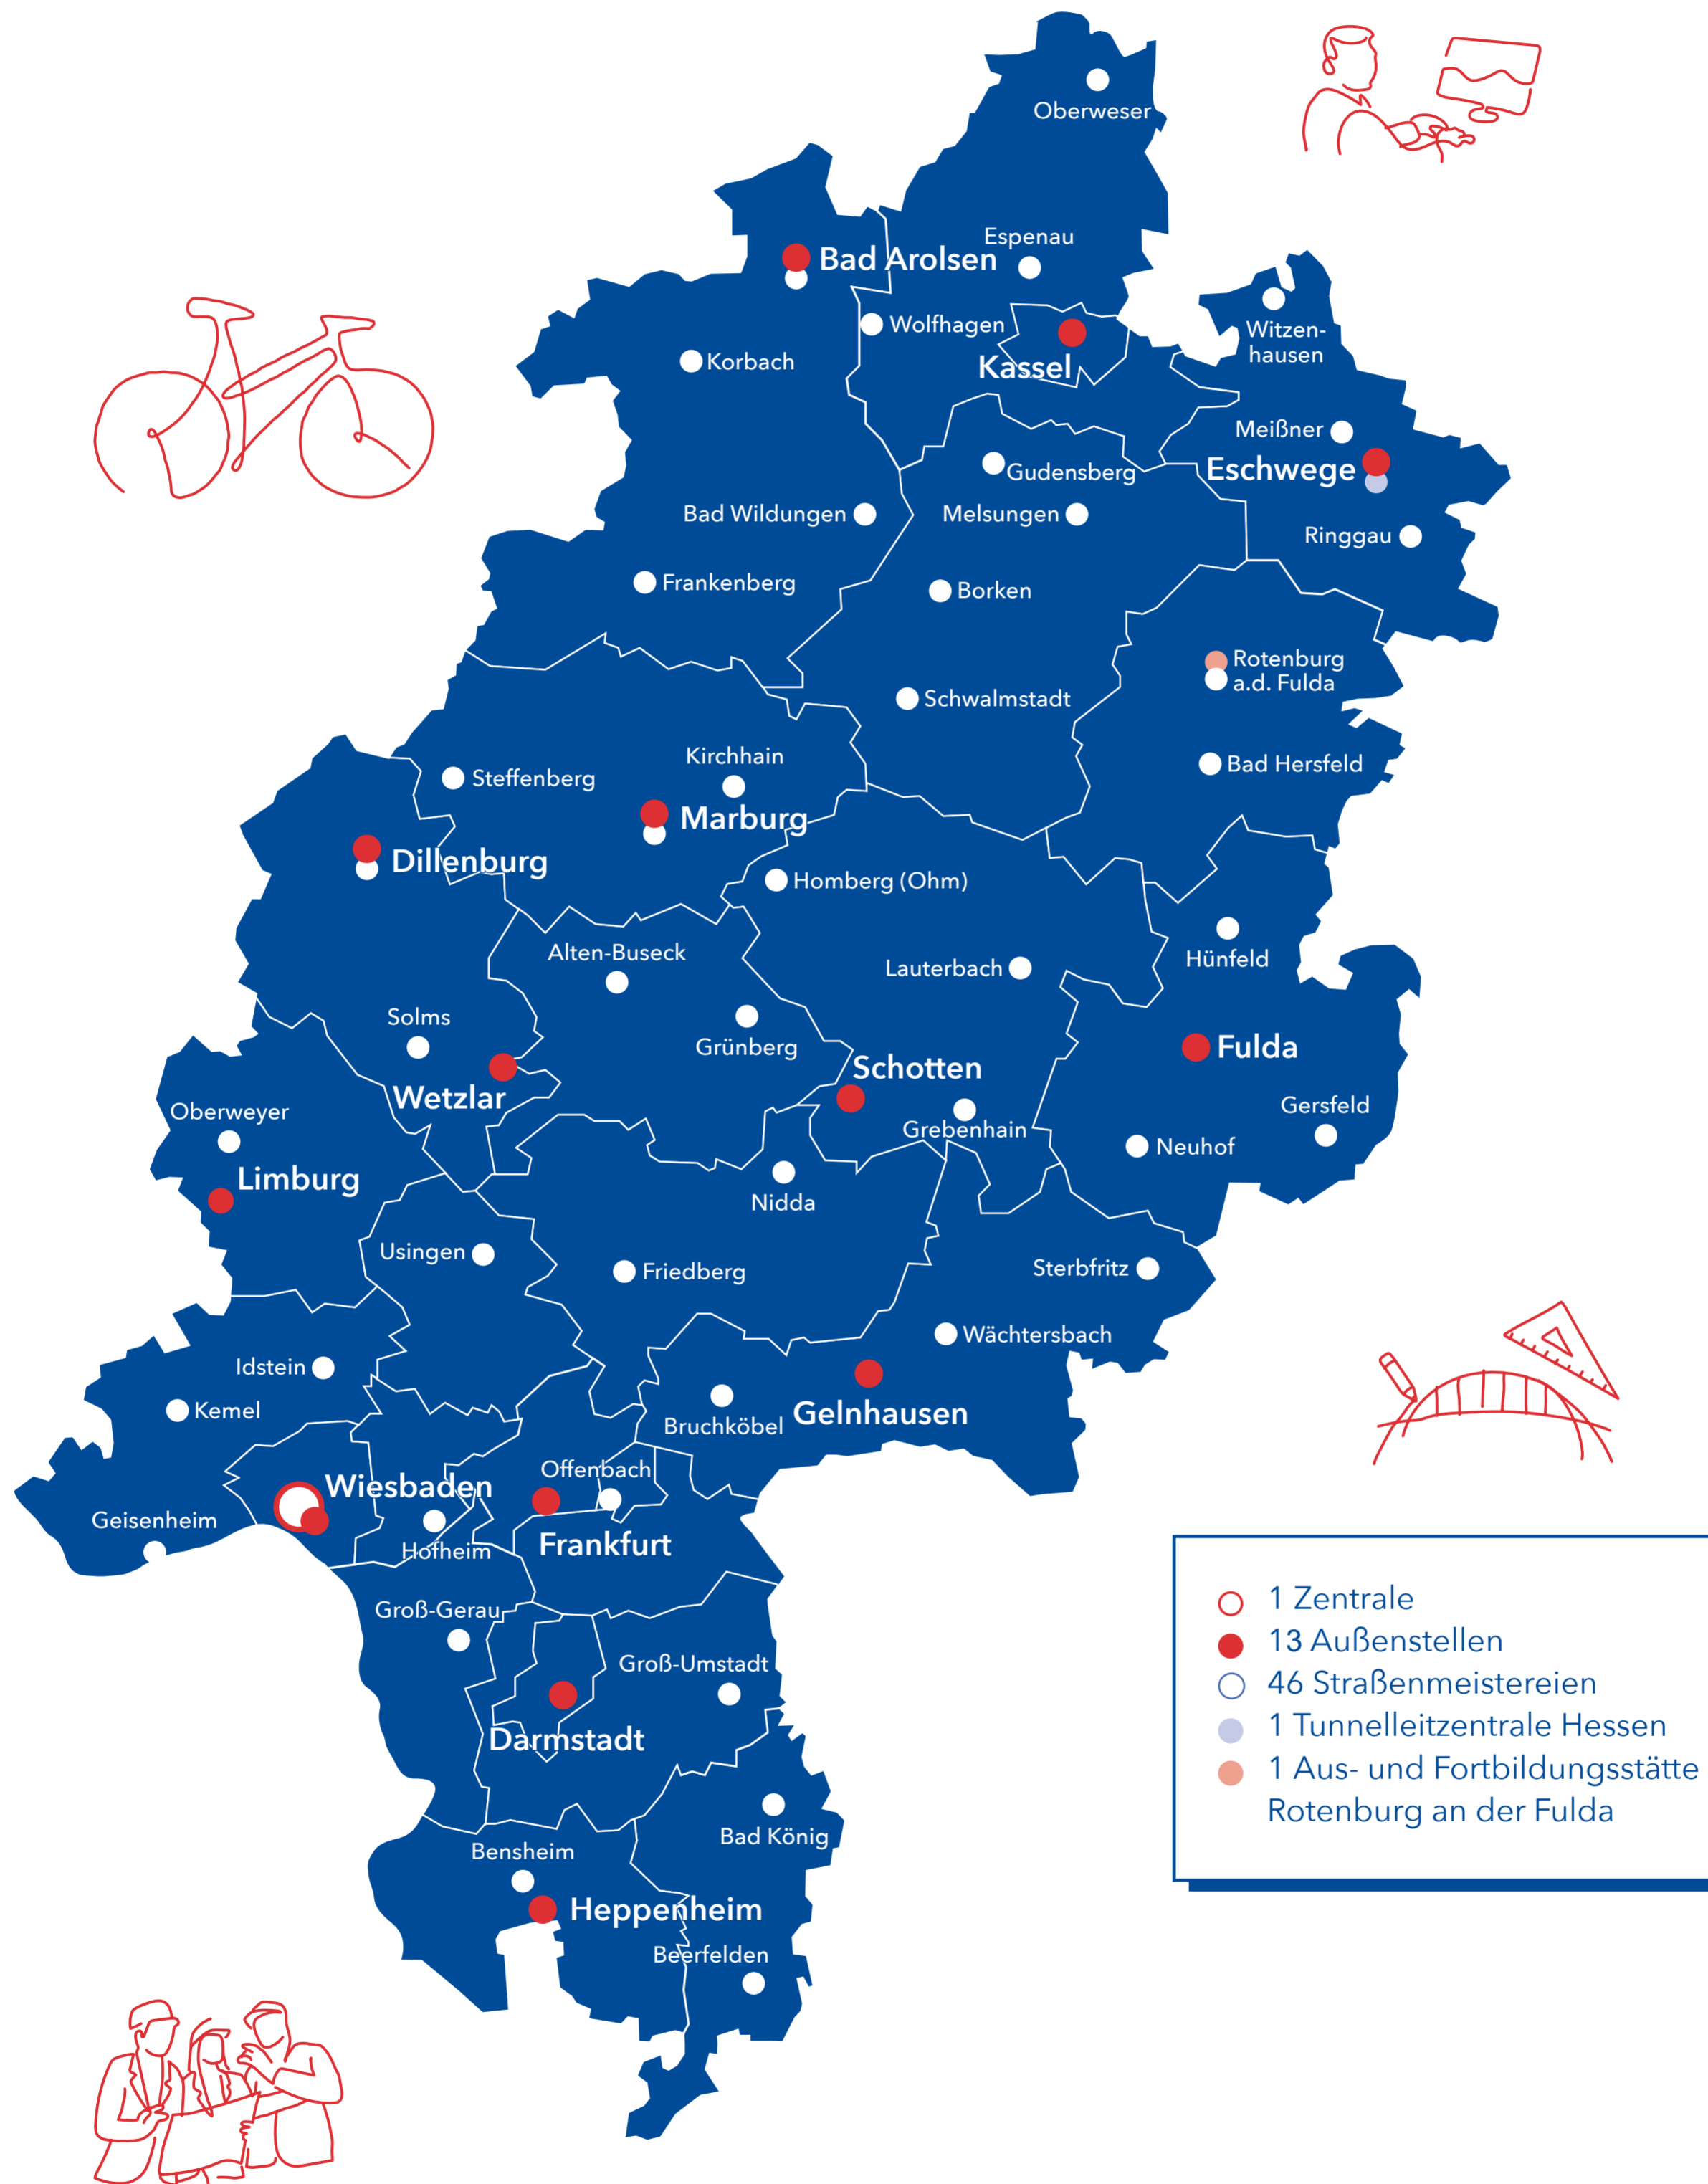 Oberweser
Espenau
Bad Arolsen
Witzen-
hausen
Wolfhagen
Korbach
Kassel
Meißner
Eschwege
Gudensberg
Bad Wildungen
Melsungen
Ringgau
Frankenberg
Borken
Rotenburg
a.d. Fulda
Schwalmstadt
Kirchhain
Bad Hersfeld
Steffenberg
Marburg
Dillenburg
Homberg (Ohm)
Alten-Buseck
Hünfeld
Lauterbach
Solms
Grünberg
Fulda
Schotten
Wetzlar
Gersfeld
Oberweyer
Grebenhain
Neuhof
Limburg
Nidda
Usingen
Friedberg
Sterbfritz
Wächtersbach
Idstein
Kemel
Gelnhausen
Bruchköbel
Offenbach
Wiesbaden
Geisenheim
Frankfurt
Hofheim
Groß-Gerau
Groß-Umstadt
Darmstadt
Bad König
Bensheim
Heppenheim
Beerfelden
1 Zentrale
13 Außenstellen
46 Straßenmeistereien
1 Tunnelleitzentrale Hessen
1 Aus- und Fortbildungsstätte
Rotenburg an der Fulda